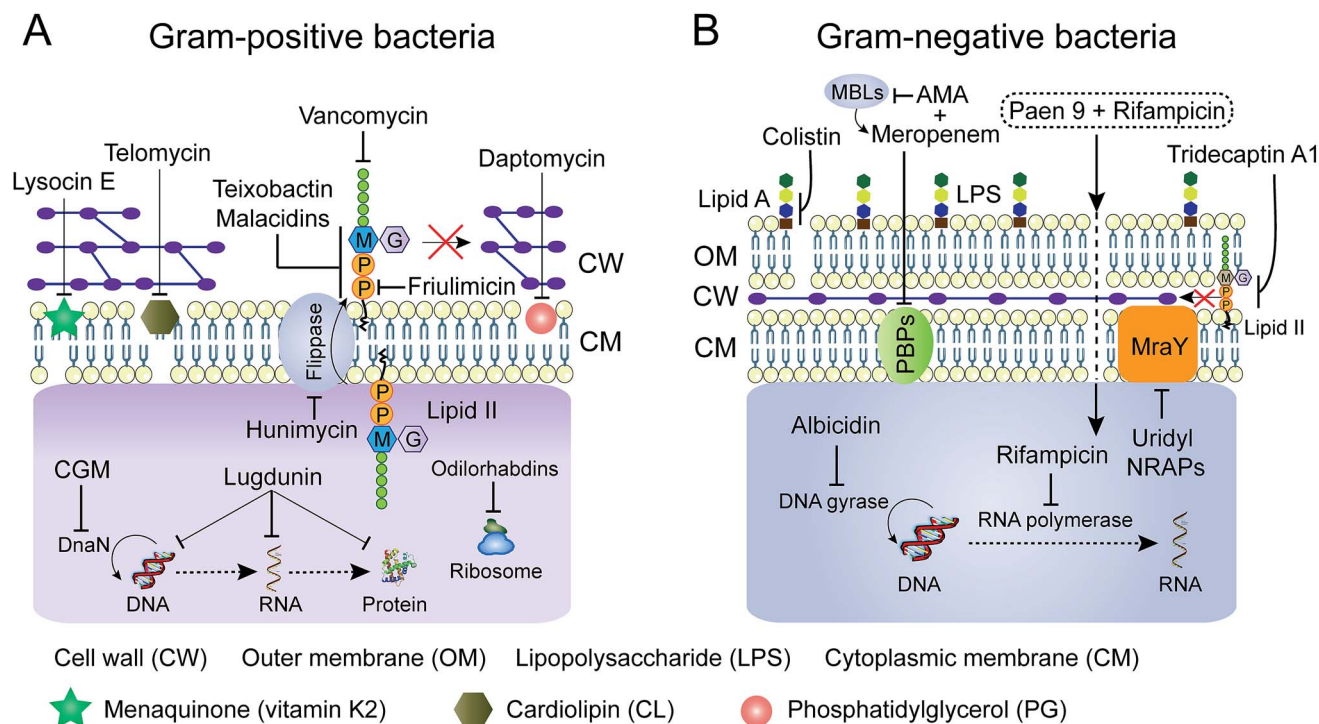 A
Gram-positive bacteria
Vancomycin
Telomycin
Daptomycin
Lysocin E
Teixobactin
Malacidins
M
G
P
P
Friulimicin
CW
CM
Flippase
P
P
Lipid II
M
G
Hunimycin
CGM
Lugdunin
Odilorhabdins
DnaN
Ribosome
DNA
RNA
Protein
B
Gram-negative bacteria
MBLs
AMA
+
Meropenem
Paen 9 + Rifampicin
Colistin
Tridecaptin A1
Lipid A
LPS
OM
M
G
P
P
CW
Lipid II
CM
PBPs
MraY
Albicidin
Rifampicin
Uridyl
NRAPs
DNA gyrase
RNA polymerase
DNA
RNA
Cell wall (CW)
Outer membrane (OM)
Lipopolysaccharide (LPS)
Cytoplasmic membrane (CM)
Menaquinone (vitamin K2)
Cardiolipin (CL)
Phosphatidylglycerol (PG)